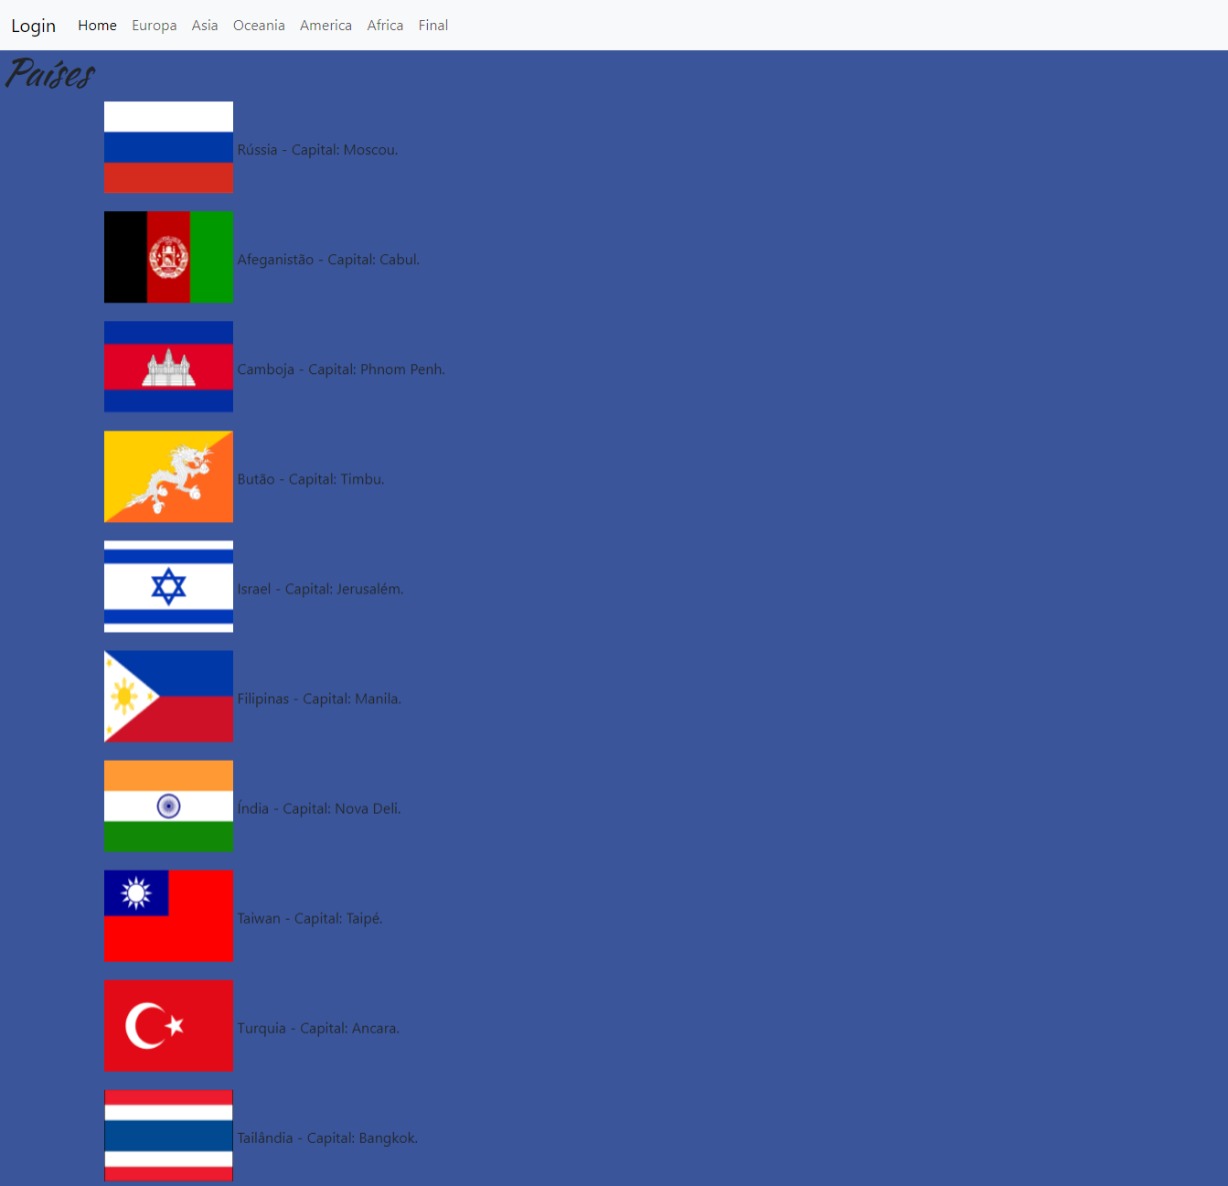 Login Home Europa Asia Oceania America Africa Final
Países
Rússia - Capital: Moscou.
Afeganistão - Capital: Cabul.
Camboja - Capital: Phnom Penh.
Butão - Capital: Timbu.
Israel - Capital: Jerusalém.
Filipinas - Capital: Manila.
Índia - Capital: Nova Deli.
Taiwan - Capital: Taipé.
Turquia - Capital: Ancara.
Tailândia - Capital: Bangkok.